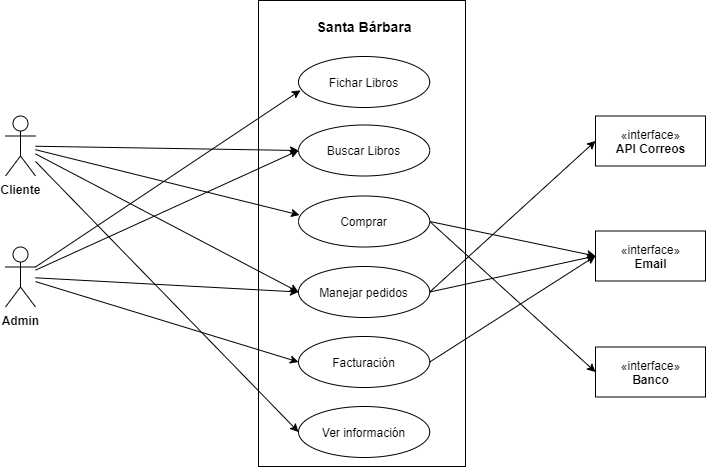 Santa Bárbara
Fichar Libros
Buscar Libros
Comprar
Manejar pedidos
Facturación
Ver información
Cliente
Admin
«interface»
API Correos
«interface»
Email
«interface»
Banco